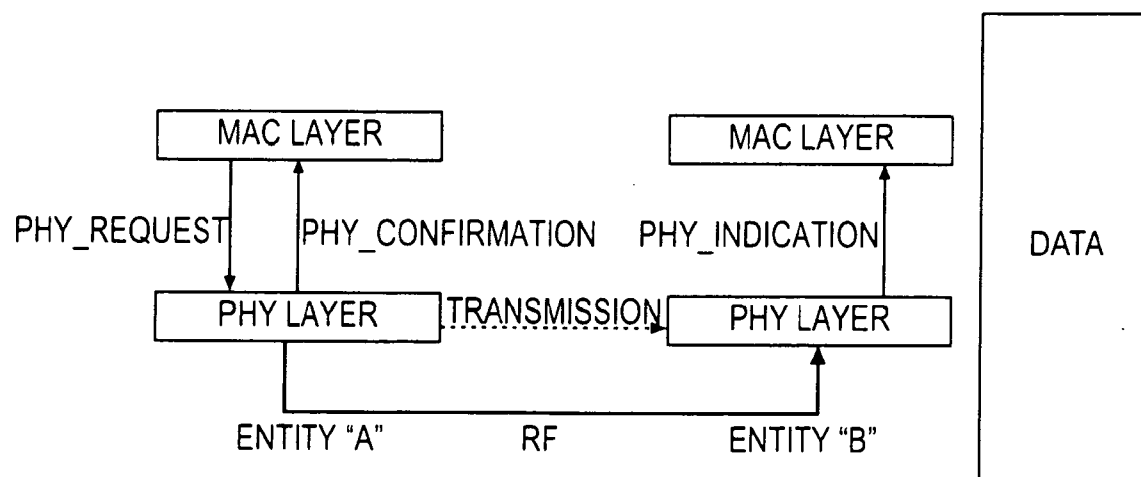 MAC LAYER
MAC LAYER
PHY_REQUEST
PHY_CONFIRMATION
PHY_INDICATION
DATA
PHY LAYER
TRANSMISSION
PHY LAYER
ENTITY "A"
RF
ENTITY "B"